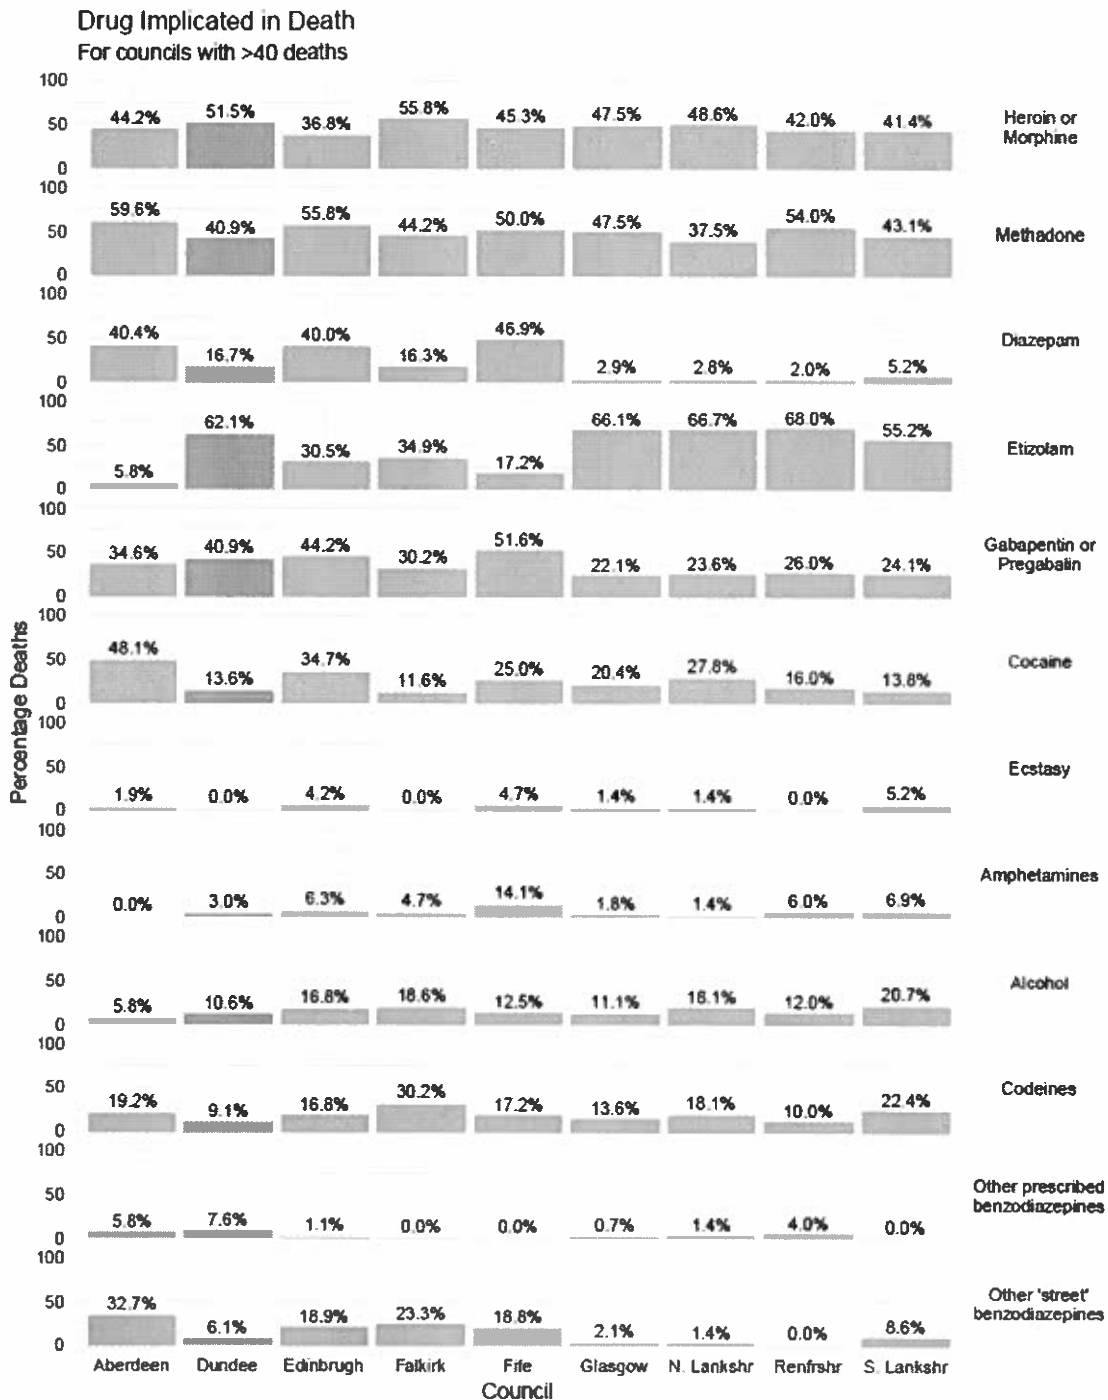 Drug Implicated in Death
For councils with >40 deaths
100
44.2% 51.5% 36.8% 55.8% 45.3% 47.5% 48.6% 42.0% 41.4%
50
0
Heroin or
Morphine
100
59.6% 40.9% 55.8% 44.2% 50.0% 47.5% 37.5% 54.0% 43.1%
50
0
Methadone
100
40.4% 16.7% 40.0% 16.3% 46.9% 2.9% 2.8% 2.0% 5.2%
50
0
Diazepam
100
5.8% 62.1% 30.5% 34.9% 17.2% 66.1% 66.7% 68.0% 55.2%
50
0
Etizolam
100
34.6% 40.9% 44.2% 30.2% 51.6% 22.1% 23.6% 26.0% 24.1%
50
0
Gabapentin or
Pregabalin
100
48.1% 13.6% 34.7% 11.6% 25.0% 20.4% 27.8% 16.0% 13.8%
50
0
Cocaine
Percentage Deaths
100
1.9% 0.0% 4.2% 0.0% 4.7% 1.4% 1.4% 0.0% 5.2%
50
0
Ecstasy
100
0.0% 3.0% 6.3% 4.7% 14.1% 1.8% 1.4% 6.0% 6.9%
50
0
Amphetamines
100
5.8% 10.6% 16.8% 18.6% 12.5% 11.1% 18.1% 12.0% 20.7%
50
0
Alcohol
100
19.2% 9.1% 16.8% 30.2% 17.2% 13.6% 18.1% 10.0% 22.4%
50
0
Codeines
100
5.8% 7.6% 1.1% 0.0% 0.0% 0.7% 1.4% 4.0% 0.0%
50
0
Other prescribed
benzodiazepines
100
32.7% 6.1% 18.9% 23.3% 18.8% 2.1% 1.4% 0.0% 8.6%
50
0
Other 'street'
benzodiazepines
Aberdeen Dundee Edinbrugh Falkirk Fife Glasgow N. Lankshr Renfrshr S. Lankshr
Council